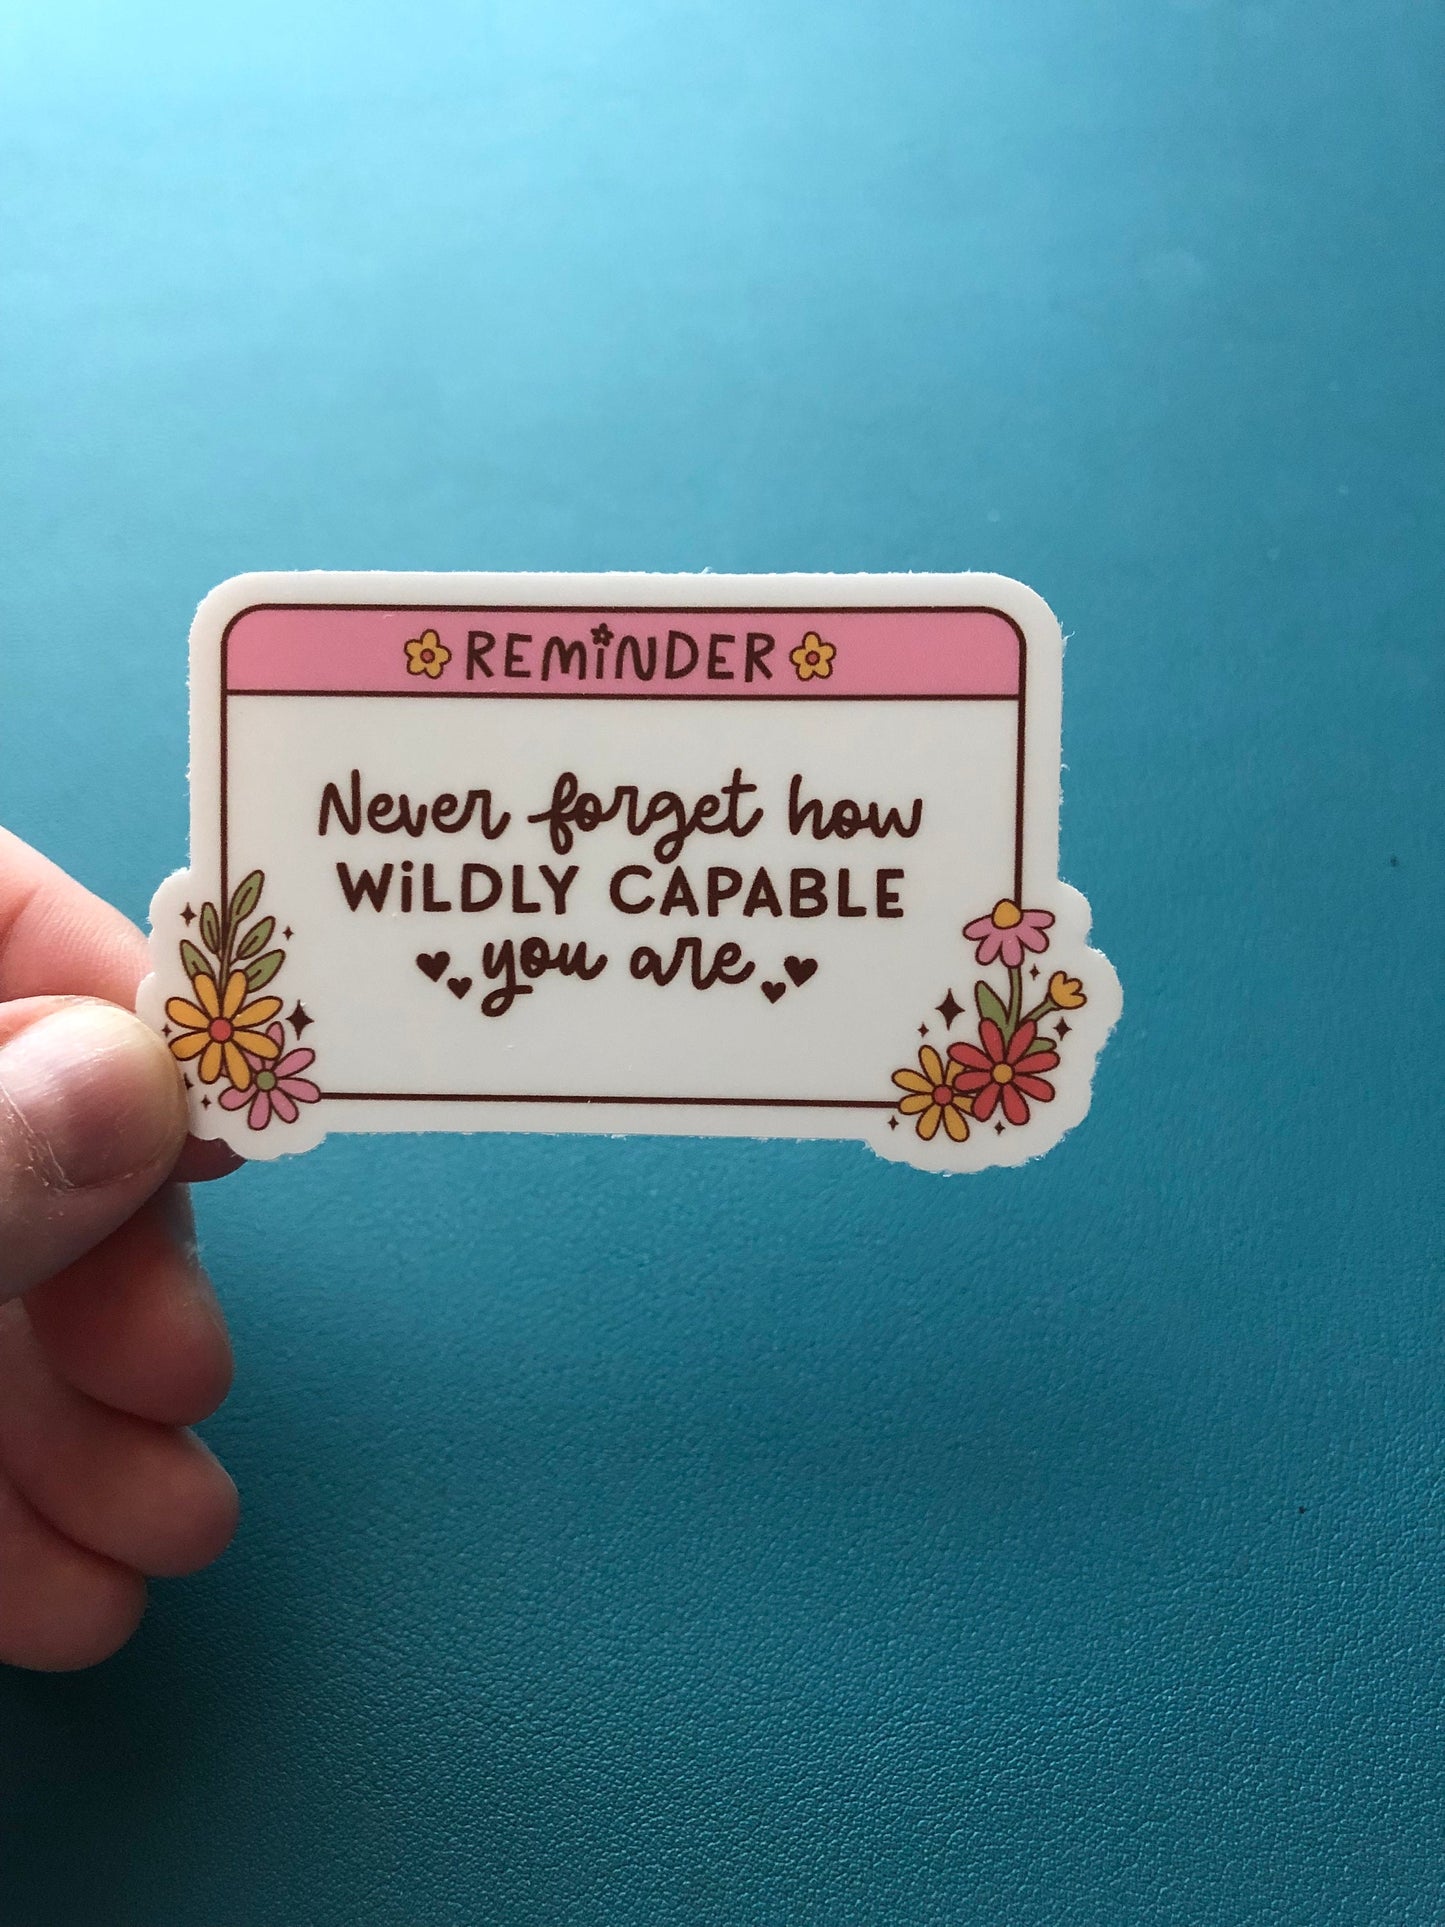 REMiNDER
Never forget how
WiLDLY CAPABLE
you are